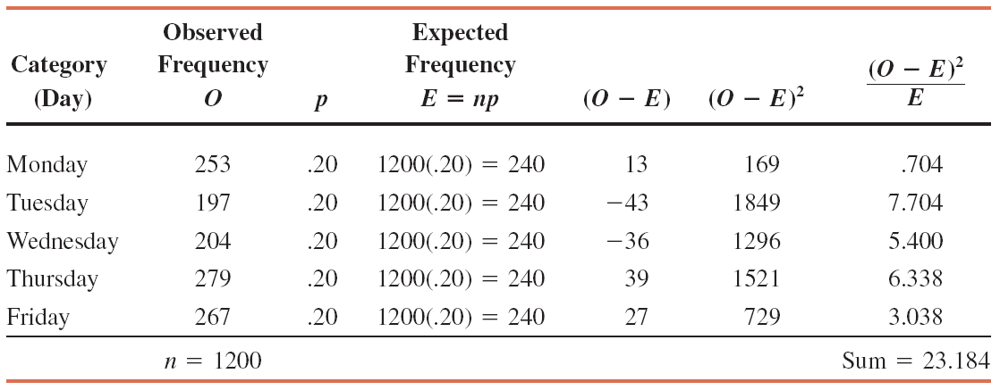 Observed Expected
Category Frequency Frequency (O − E)²
(Day) O p E = np (O − E) (O − E)² E
Monday 253 .20 1200(.20) = 240 13 169 .704
Tuesday 197 .20 1200(.20) = 240 −43 1849 7.704
Wednesday 204 .20 1200(.20) = 240 −36 1296 5.400
Thursday 279 .20 1200(.20) = 240 39 1521 6.338
Friday 267 .20 1200(.20) = 240 27 729 3.038
n = 1200 Sum = 23.184